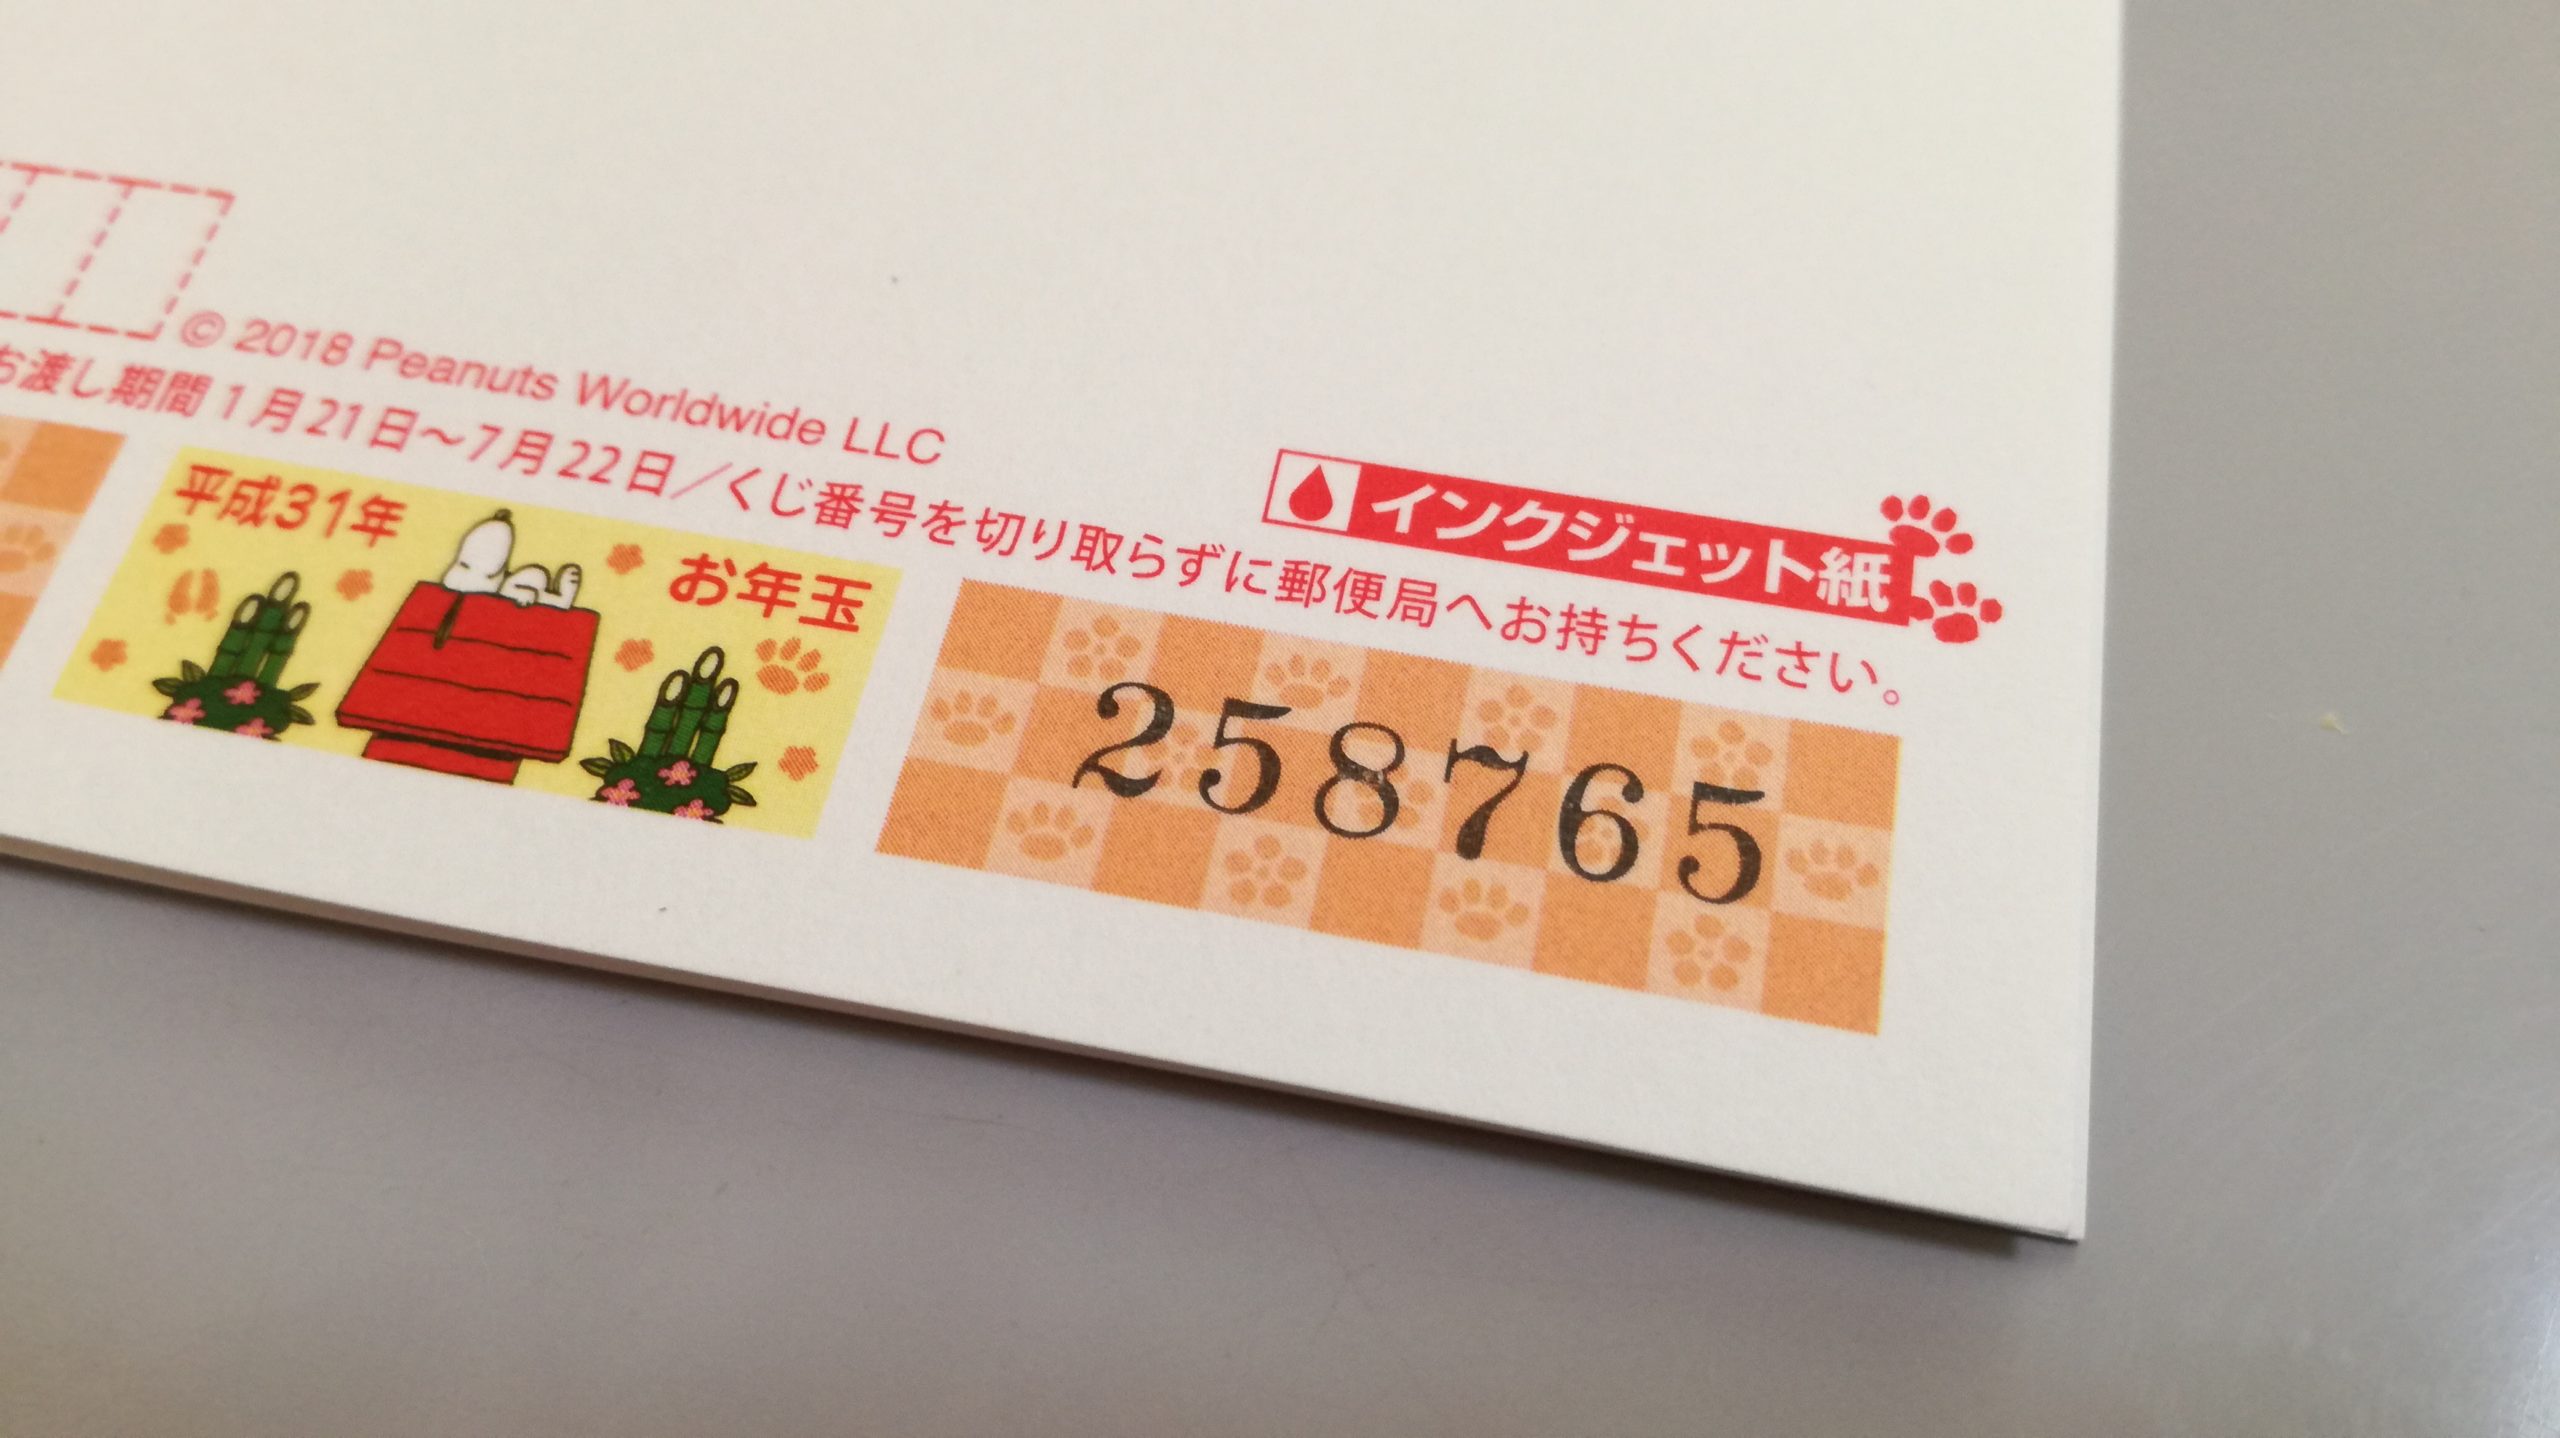 © 2018 Peanuts Worldwide LLC
インクジェット紙
お渡し期間1月21日〜7月22日／くじ番号を切り取らずに郵便局へお持ちください。
平成31年
お年玉
258765